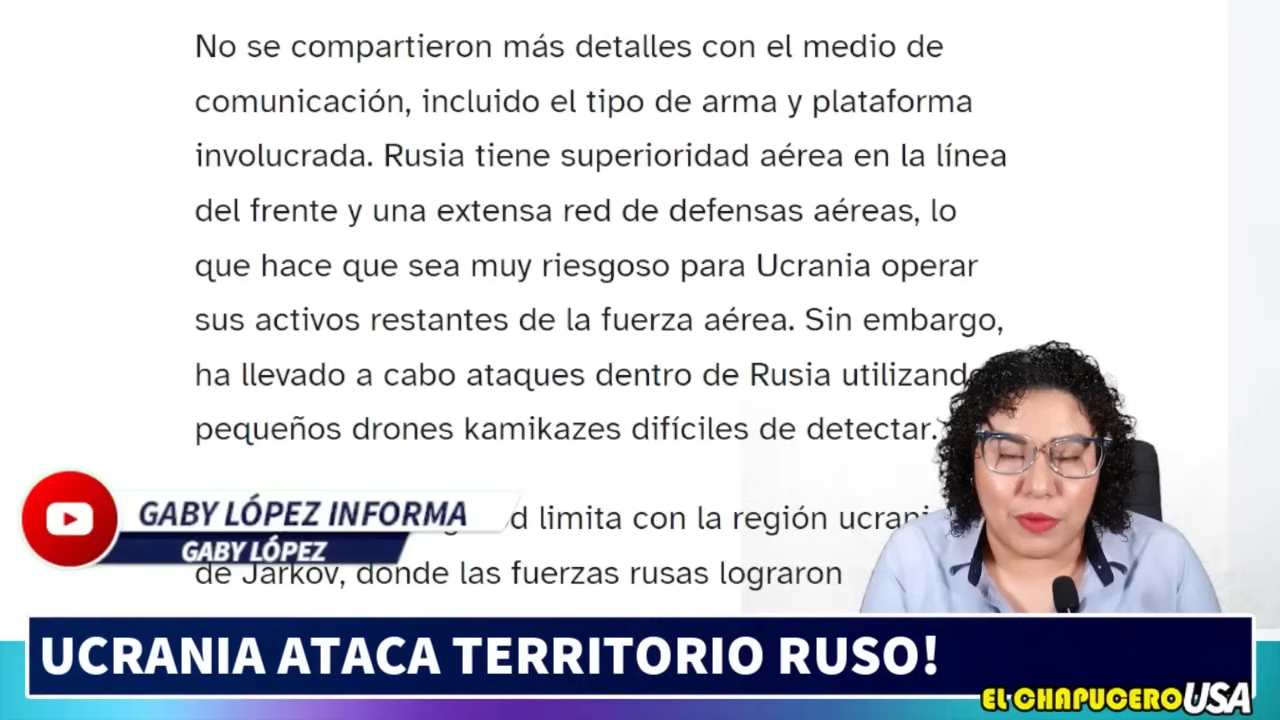 No se compartieron más detalles con el medio de
comunicación, incluido el tipo de arma y plataforma
involucrada. Rusia tiene superioridad aérea en la línea
del frente y una extensa red de defensas aéreas, lo
que hace que sea muy riesgoso para Ucrania operar
sus activos restantes de la fuerza aérea. Sin embargo,
ha llevado a cabo ataques dentro de Rusia utilizando
pequeños drones kamikazes difíciles de detectar.
limita con la región
de Járkov, donde las fuerzas rusas lograron
GABY LÓPEZ INFORMA
GABY LÓPEZ
UCRANIA ATACA TERRITORIO RUSO!
EL CHAPUCERO USA